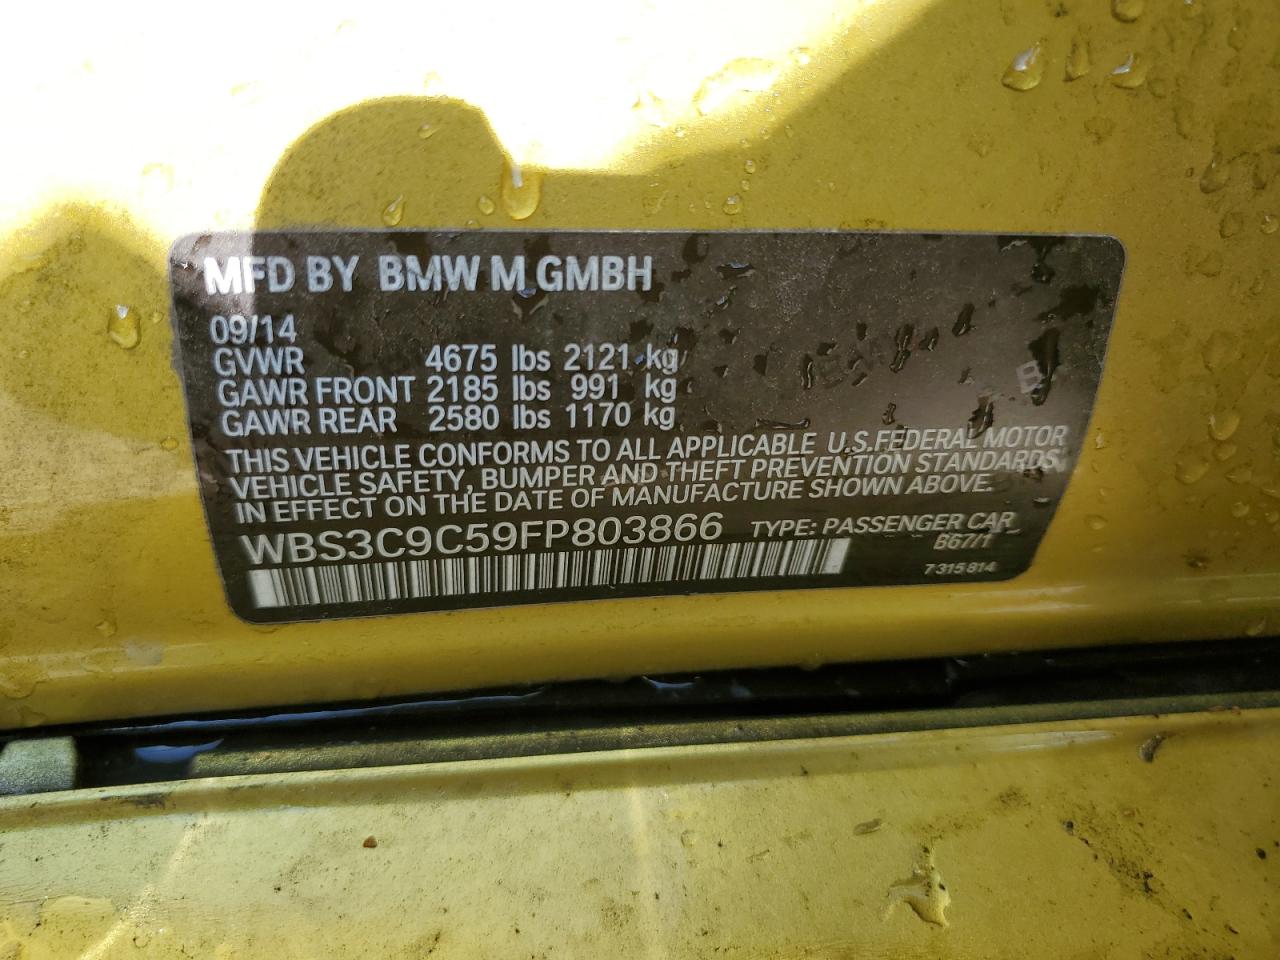 MFD BY BMW M GMBH
09/14
GVWR 4675 lbs 2121 kg
GAWR FRONT 2185 lbs 991 kg
GAWR REAR 2580 lbs 1170 kg
THIS VEHICLE CONFORMS TO ALL APPLICABLE U.S.FEDERAL MOTOR
VEHICLE SAFETY, BUMPER AND THEFT PREVENTION STANDARDS
IN EFFECT ON THE DATE OF MANUFACTURE SHOWN ABOVE.
WBS3C9C59FP803866 TYPE: PASSENGER CAR
B67/1
7 315 814